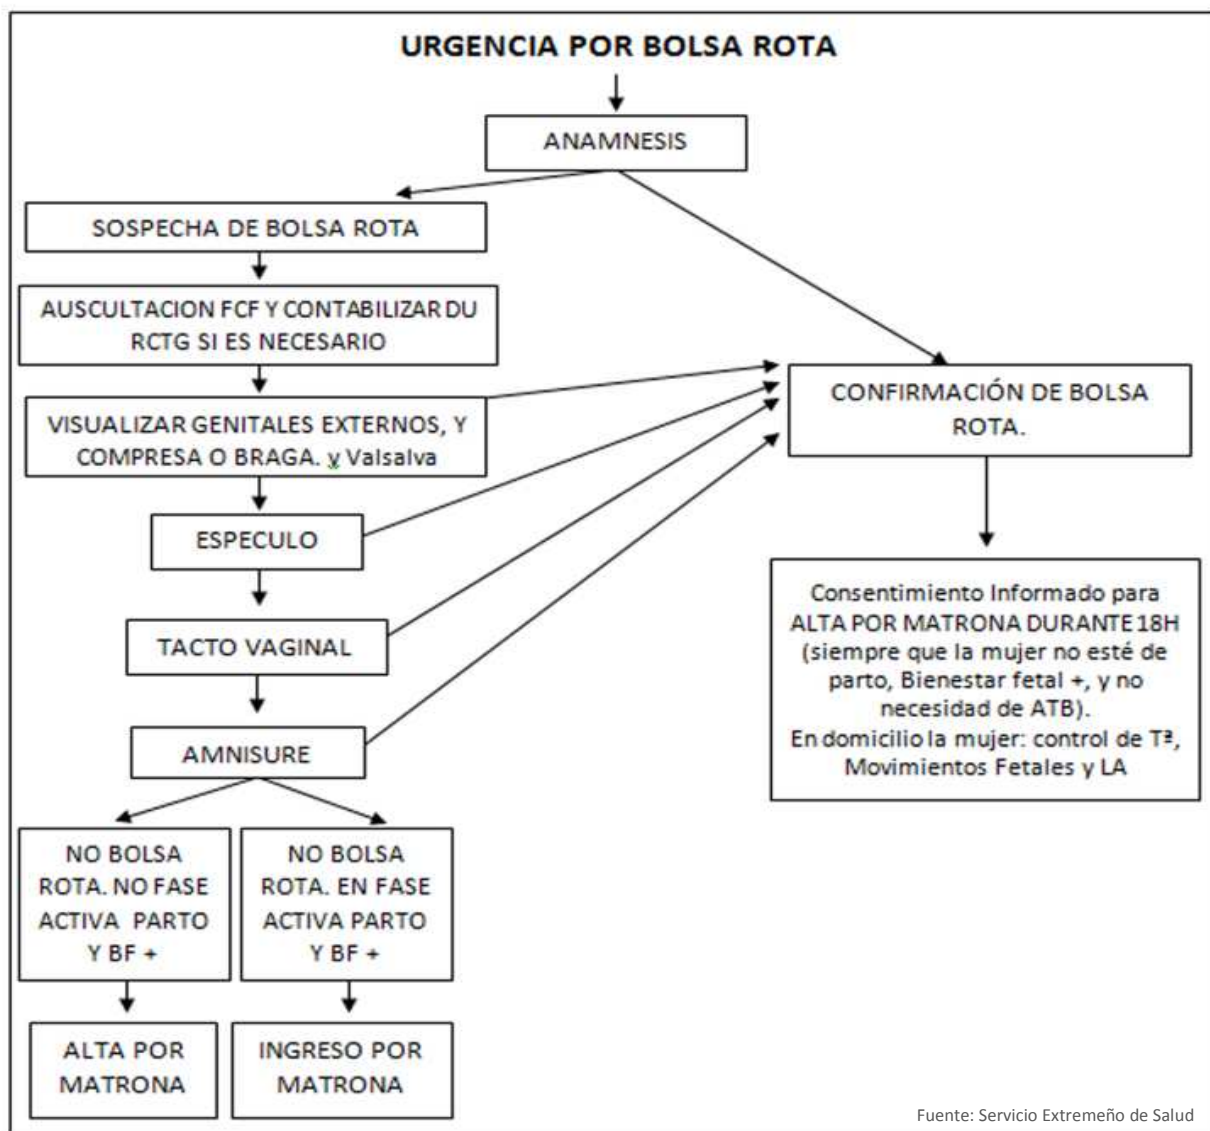 URGENCIA POR BOLSA ROTA
ANAMNESIS
SOSPECHA DE BOLSA ROTA
AUSCULTACION FCF Y CONTABILIZAR DU
RCTG SI ES NECESARIO
VISUALIZAR GENITALES EXTERNOS, Y
COMPRESA O BRAGA. y Valsalva
ESPECULO
TACTO VAGINAL
AMNISURE
NO BOLSA
ROTA. NO FASE
ACTIVA PARTO
Y BF +
NO BOLSA
ROTA. EN FASE
ACTIVA PARTO
Y BF +
ALTA POR
MATRONA
INGRESO POR
MATRONA
CONFIRMACIÓN DE BOLSA
ROTA.
Consentimiento Informado para
ALTA POR MATRONA DURANTE 18H
(siempre que la mujer no esté de
parto, Bienestar fetal +, y no
necesidad de ATB).
En domicilio la mujer: control de Tª,
Movimientos Fetales y LA
Fuente: Servicio Extremeño de Salud